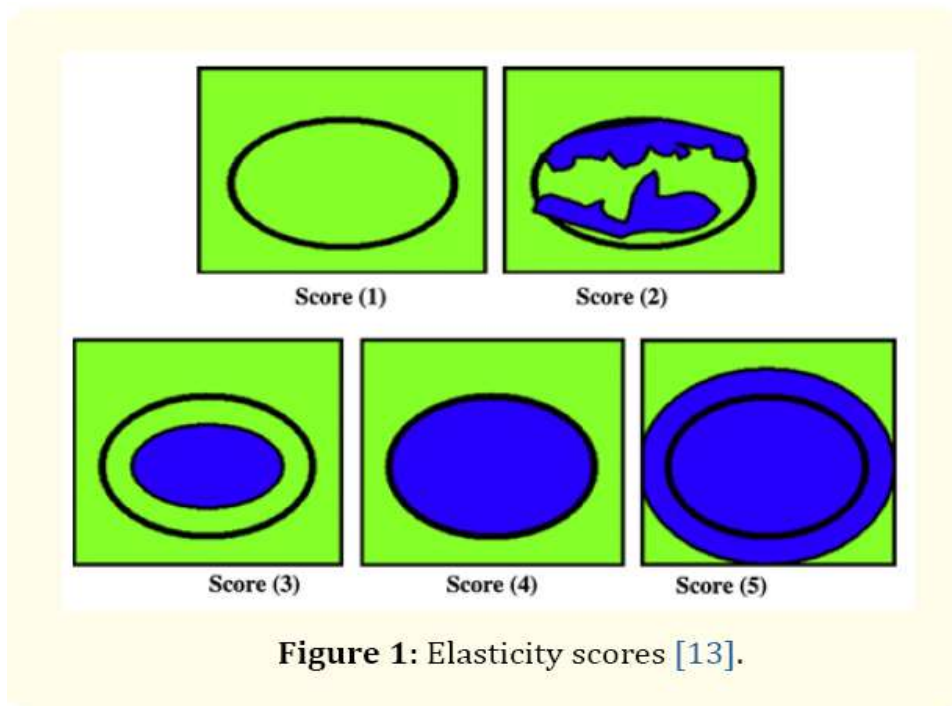 Score (1)
Score (2)
Score (3)
Score (4)
Score (5)
Figure 1: Elasticity scores [13].